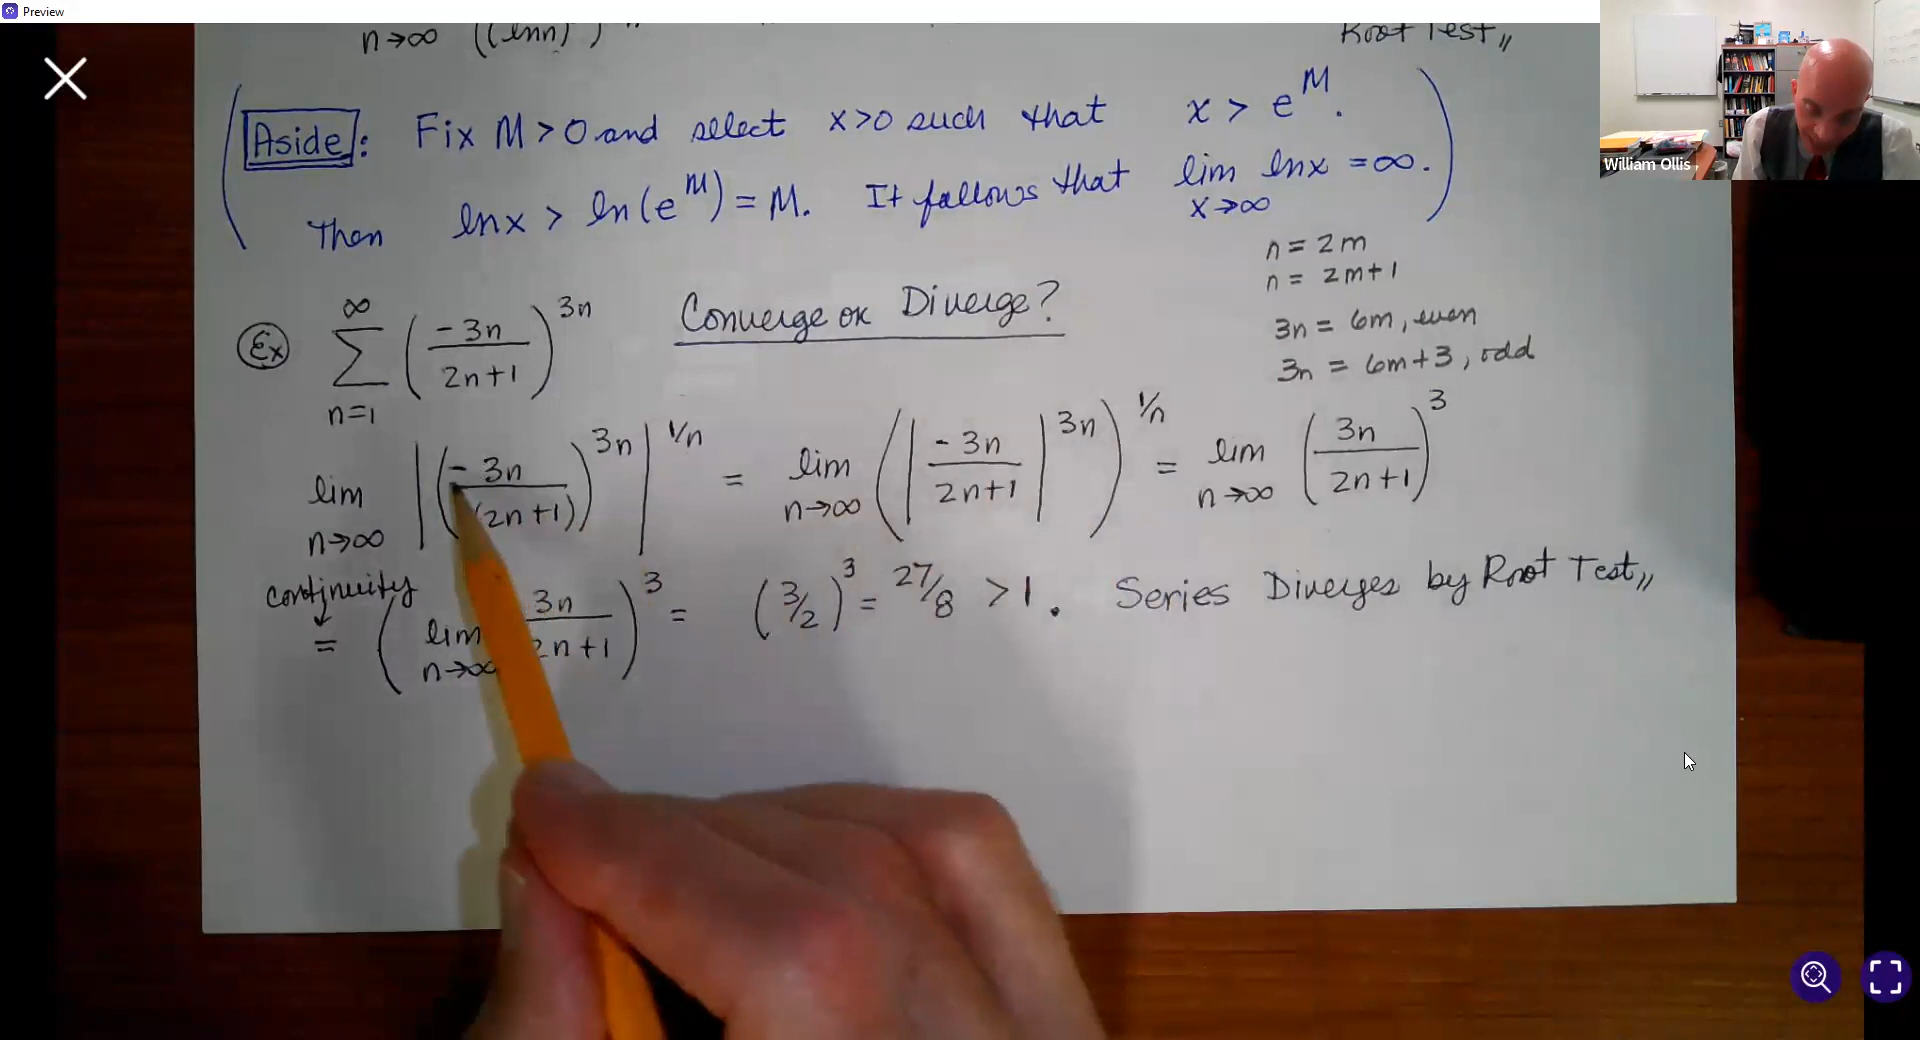 Preview
n→∞ ((ln n)
Root Test,,
Aside: Fix M > 0 and select x > 0 such that x > e^M.
Then ln x > ln(e^M) = M. It follows that lim x→∞ ln x = ∞.
William Ollis
n = 2m
n = 2m+1
3n = 6m, even
3n = 6m+3, odd
Ex ∑ n=1 ∞ (-3n/(2n+1))^3n Converge or Diverge?
lim n→∞ |(-3n/(2n+1))^3n|^1/n = lim n→∞ (|-3n/(2n+1)|^3n)^1/n = lim n→∞ (3n/(2n+1))^3
continuity
= (lim n→∞ 3n/2n+1)^3 = (3/2)^3 = 27/8 > 1. Series Diverges by Root Test,,